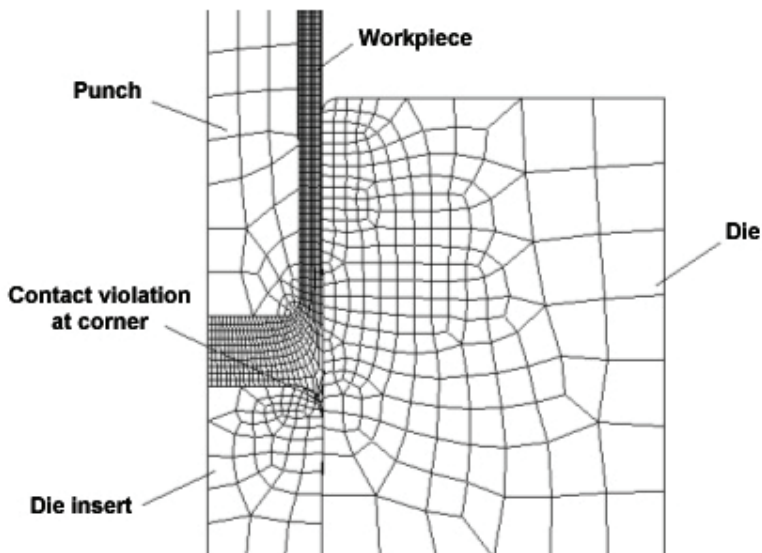 Workpiece
Punch
Die
Contact violation
at corner
Die insert